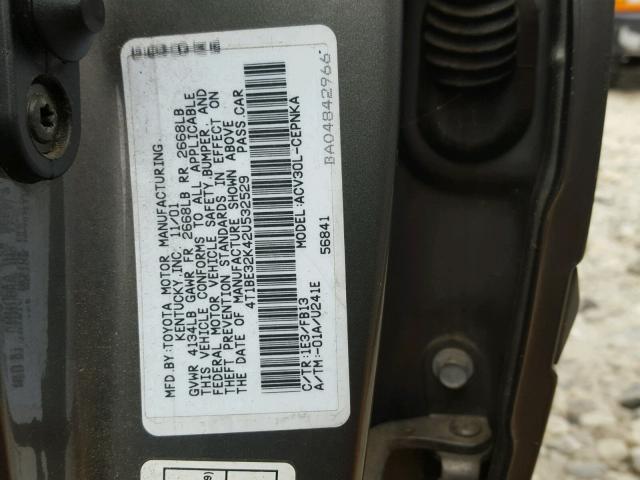 MFD.BY:TOYOTA MOTOR MANUFACTURING
KENTUCKY,INC. 11/01
GVWR 4134LB GAWR FR 2668LB RR 2668LB
THIS VEHICLE CONFORMS TO ALL APPLICABLE
FEDERAL MOTOR VEHICLE SAFETY,BUMPER, AND
THEFT PREVENTION STANDARDS IN EFFECT ON
THE DATE OF MANUFACTURE SHOWN ABOVE
4T1BE32K42U532529 PASS.CAR
MODEL:ACV30L-CEPNKA
56841
C/TR:1E3/FB13
A/TM:-01A/U241E
BA04842966